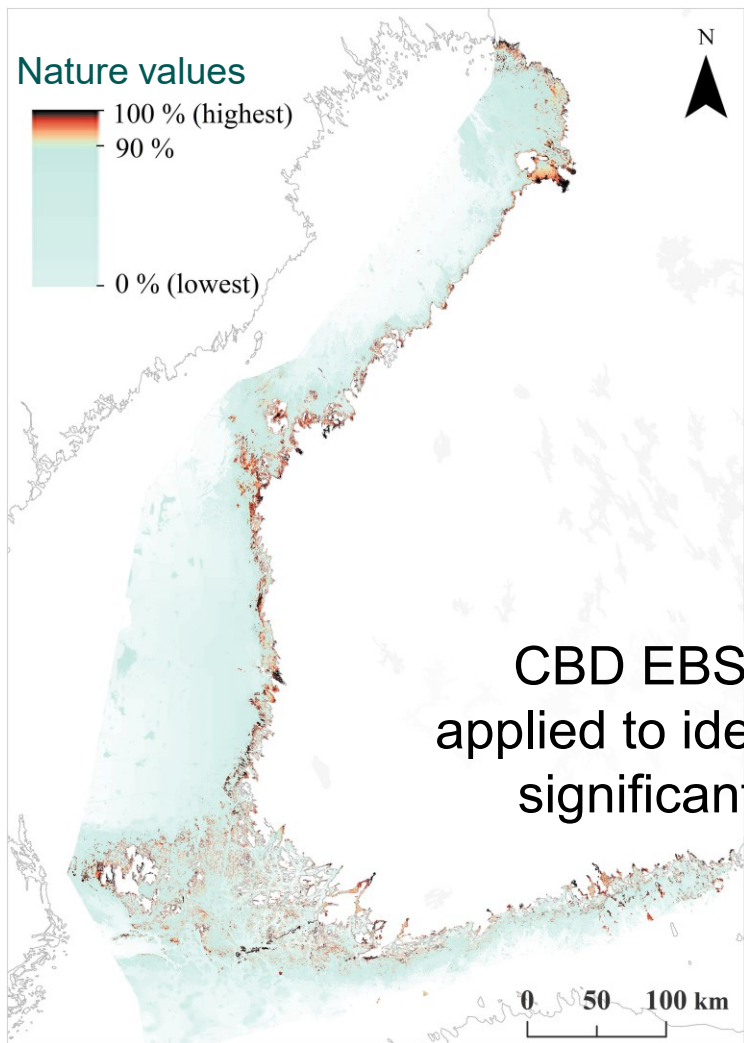 Nature values
100 % (highest)
90 %
0 % (lowest)
N
CBD EBS
applied to ide
significant
0 50 100 km